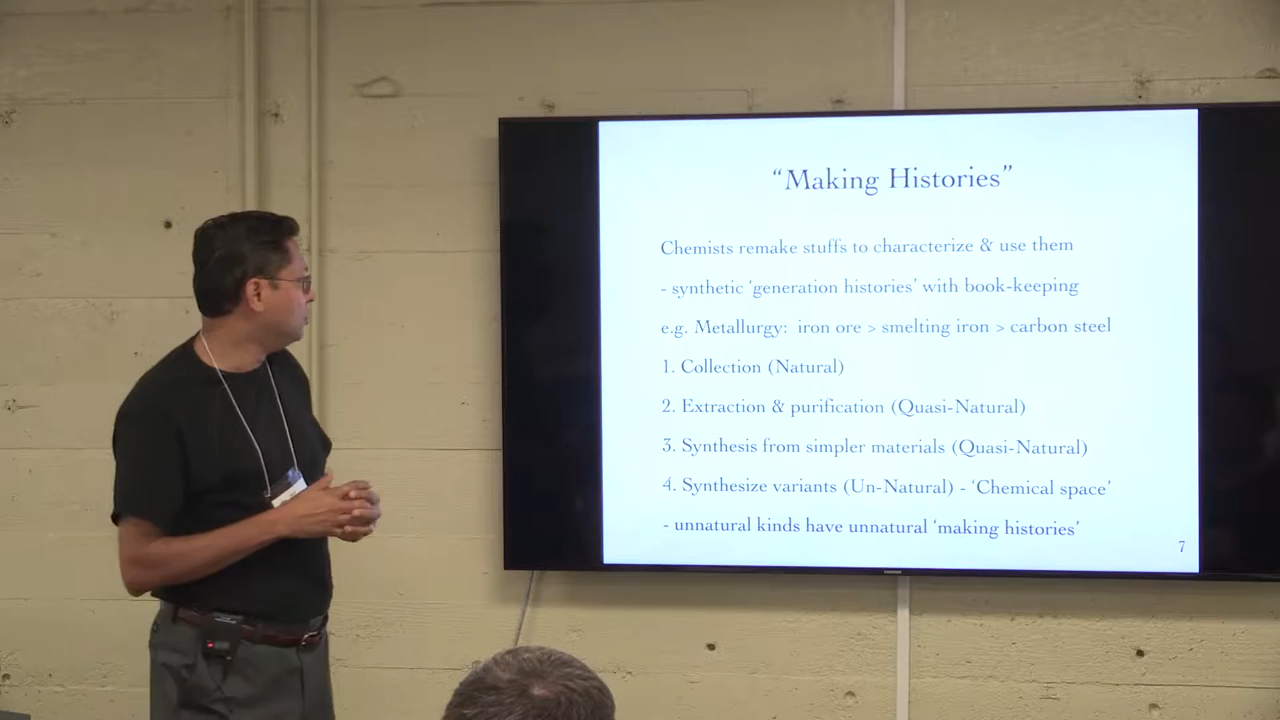 “Making Histories”
Chemists remake stuffs to characterize & use them
- synthetic ‘generation histories’ with book-keeping
e.g. Metallurgy: iron ore > smelting iron > carbon steel
1. Collection (Natural)
2. Extraction & purification (Quasi-Natural)
3. Synthesis from simpler materials (Quasi-Natural)
4. Synthesize variants (Un-Natural) - ‘Chemical space’
- unnatural kinds have unnatural ‘making histories’
7